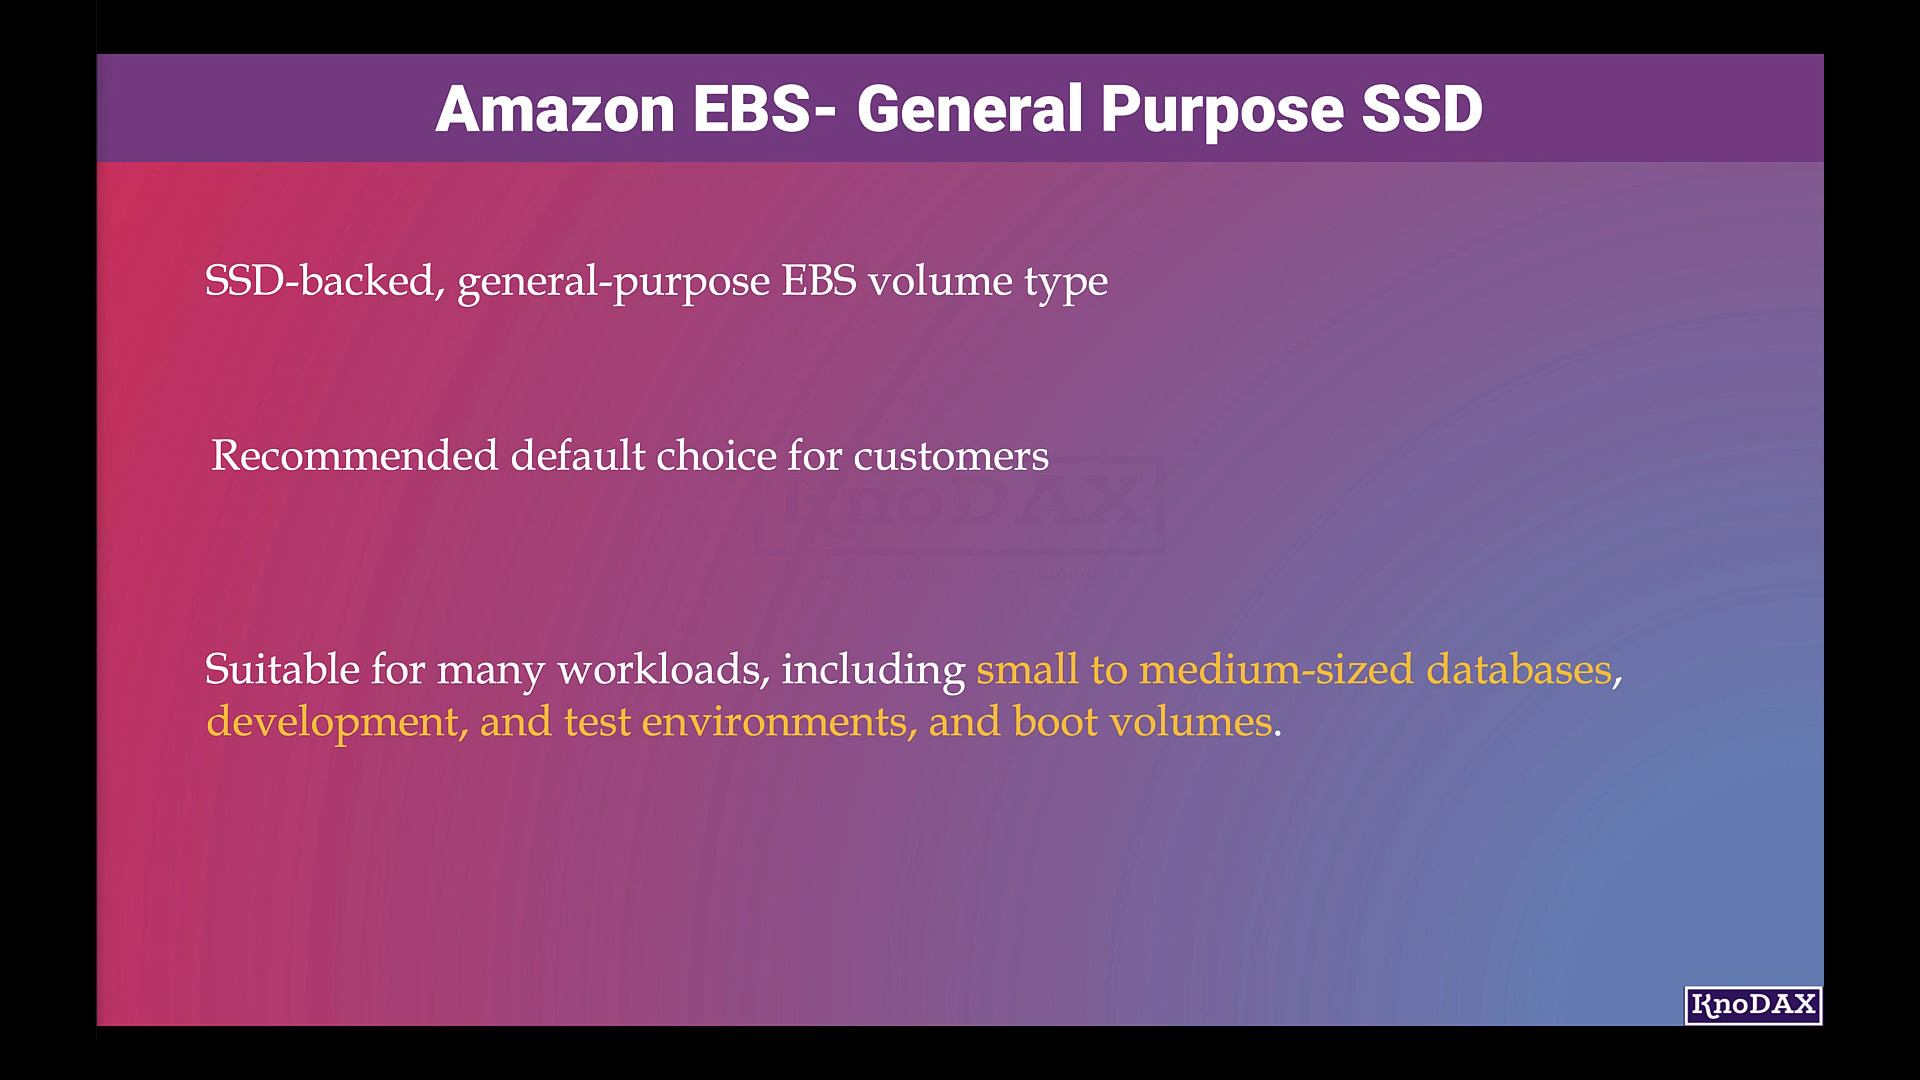 Amazon EBS- General Purpose SSD
SSD-backed, general-purpose EBS volume type
Recommended default choice for customers
KnoDAX
Suitable for many workloads, including small to medium-sized databases,
development, and test environments, and boot volumes.
KnoDAX